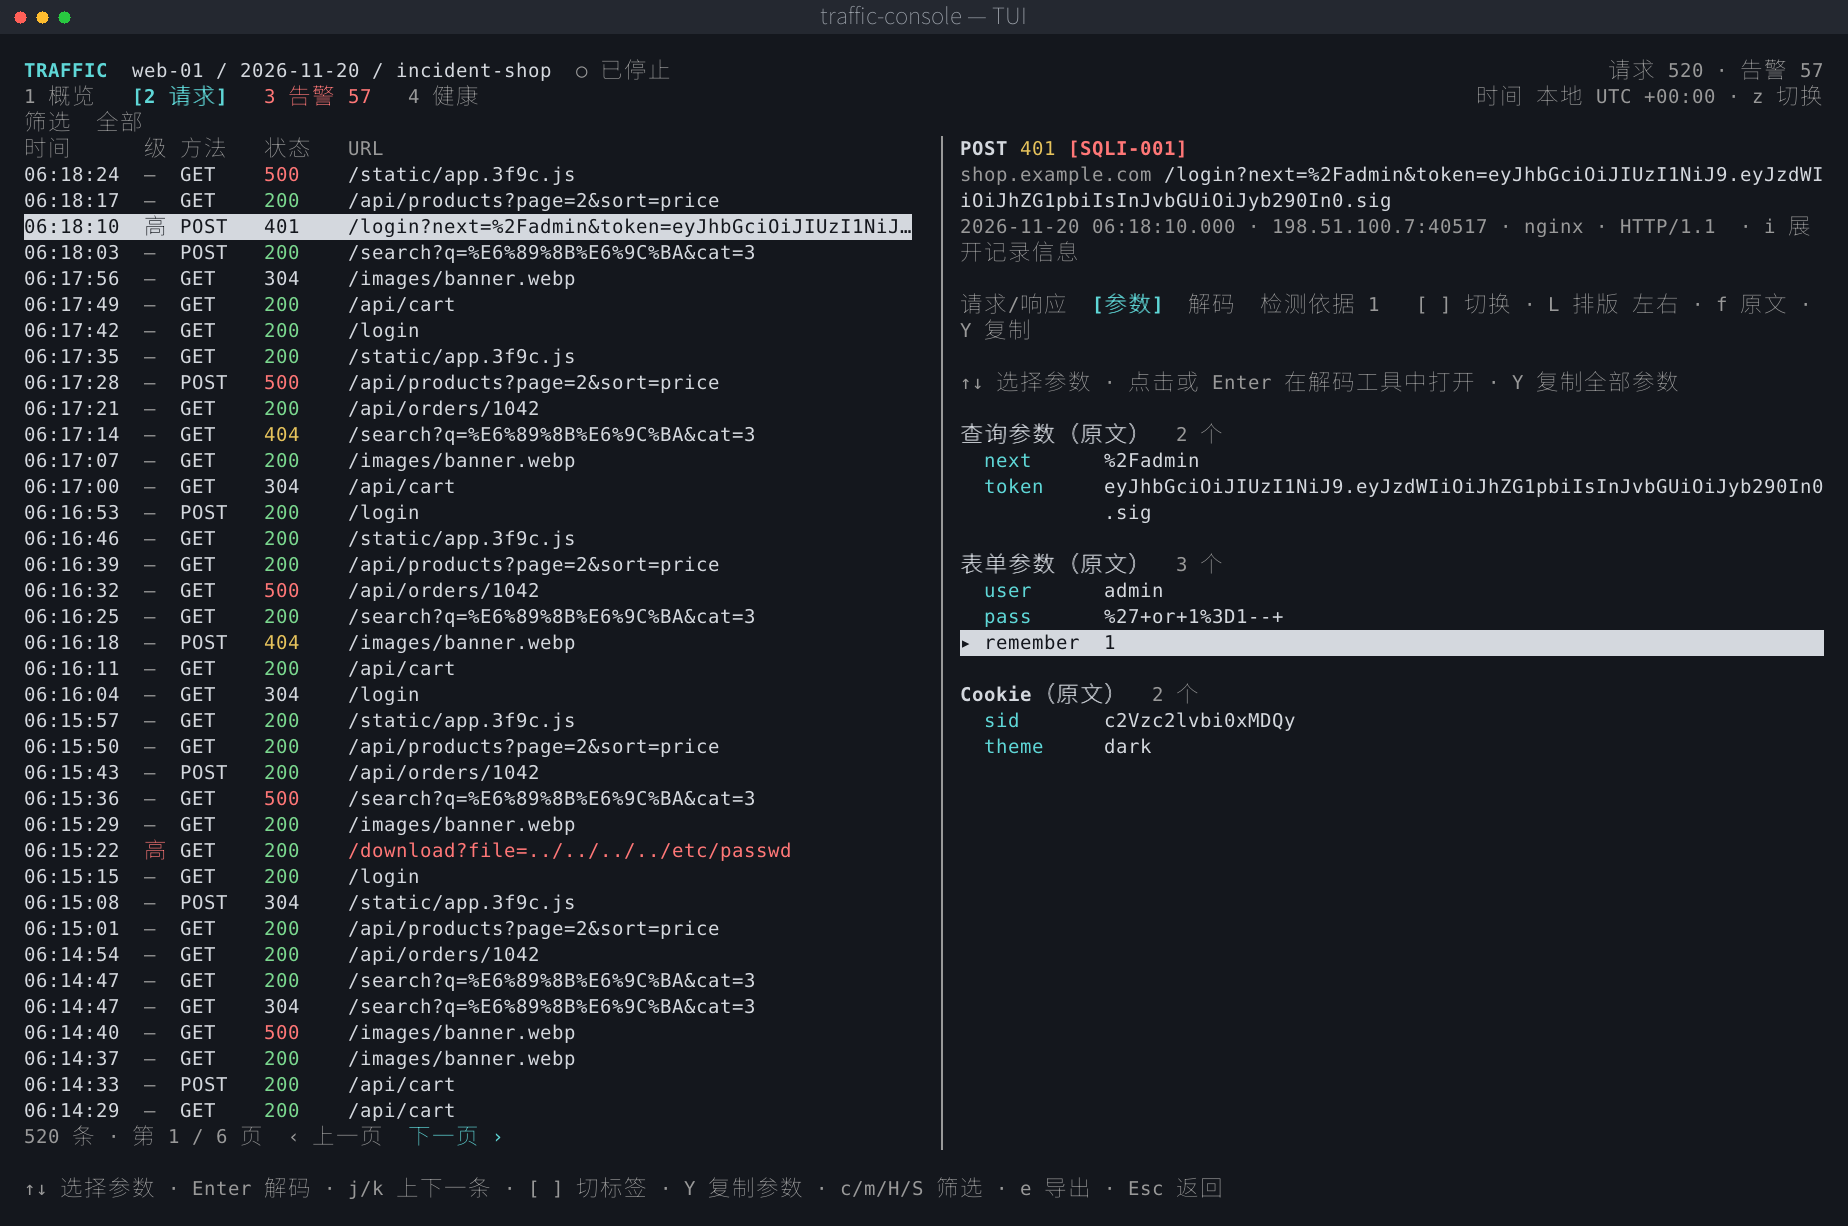 traffic-console — TUI
TRAFFIC  web-01 / 2026-11-20 / incident-shop  ○ 已停止  请求 520 · 告警 57
1 概览  [2 请求]  3 告警 57  4 健康  时间 本地 UTC +00:00 · z 切换
筛选  全部
时间  级 方法  状态  URL
06:18:24  —  GET  500  /static/app.3f9c.js
06:18:17  —  GET  200  /api/products?page=2&sort=price
06:18:10  高  POST  401  /login?next=%2Fadmin&token=eyJhbGciOiJIUzI1NiJ…
06:18:03  —  POST  200  /search?q=%E6%89%8B%E6%9C%BA&cat=3
06:17:56  —  GET  304  /images/banner.webp
06:17:49  —  GET  200  /api/cart
06:17:42  —  GET  200  /login
06:17:35  —  GET  200  /static/app.3f9c.js
06:17:28  —  POST  500  /api/products?page=2&sort=price
06:17:21  —  GET  200  /api/orders/1042
06:17:14  —  GET  404  /search?q=%E6%89%8B%E6%9C%BA&cat=3
06:17:07  —  GET  200  /images/banner.webp
06:17:00  —  GET  304  /api/cart
06:16:53  —  POST  200  /login
06:16:46  —  GET  200  /static/app.3f9c.js
06:16:39  —  GET  200  /api/products?page=2&sort=price
06:16:32  —  GET  500  /api/orders/1042
06:16:25  —  GET  200  /search?q=%E6%89%8B%E6%9C%BA&cat=3
06:16:18  —  POST  404  /images/banner.webp
06:16:11  —  GET  200  /api/cart
06:16:04  —  GET  304  /login
06:15:57  —  GET  200  /static/app.3f9c.js
06:15:50  —  GET  200  /api/products?page=2&sort=price
06:15:43  —  POST  200  /api/orders/1042
06:15:36  —  GET  500  /search?q=%E6%89%8B%E6%9C%BA&cat=3
06:15:29  —  GET  200  /images/banner.webp
06:15:22  高  GET  200  /download?file=../../../../etc/passwd
06:15:15  —  GET  200  /login
06:15:08  —  POST  304  /static/app.3f9c.js
06:15:01  —  GET  200  /api/products?page=2&sort=price
06:14:54  —  GET  200  /api/orders/1042
06:14:47  —  GET  200  /search?q=%E6%89%8B%E6%9C%BA&cat=3
06:14:47  —  GET  304  /search?q=%E6%89%8B%E6%9C%BA&cat=3
06:14:40  —  GET  500  /images/banner.webp
06:14:37  —  GET  200  /images/banner.webp
06:14:33  —  POST  200  /api/cart
06:14:29  —  GET  200  /api/cart
520 条 · 第 1 / 6 页  ‹ 上一页  下一页 ›
POST 401 [SQLI-001]
shop.example.com /login?next=%2Fadmin&token=eyJhbGciOiJIUzI1NiJ9.eyJzdWI
iOiJhZG1pbiIsInJvbGUiOiJyb290In0.sig
2026-11-20 06:18:10.000 · 198.51.100.7:40517 · nginx · HTTP/1.1  · i 展
开记录信息
请求/响应  [参数]  解码  检测依据 1  [ ] 切换 · L 排版 左右 · f 原文 ·
Y 复制
↑↓ 选择参数 · 点击或 Enter 在解码工具中打开 · Y 复制全部参数
查询参数（原文）  2 个
next  %2Fadmin
token  eyJhbGciOiJIUzI1NiJ9.eyJzdWIiOiJhZG1pbiIsInJvbGUiOiJyb290In0
.sig
表单参数（原文）  3 个
user  admin
pass  %27+or+1%3D1--+
▸ remember  1
Cookie（原文）  2 个
sid  c2Vzc2lvbi0xMDQy
theme  dark
↑↓ 选择参数 · Enter 解码 · j/k 上下一条 · [ ] 切标签 · Y 复制参数 · c/m/H/S 筛选 · e 导出 · Esc 返回